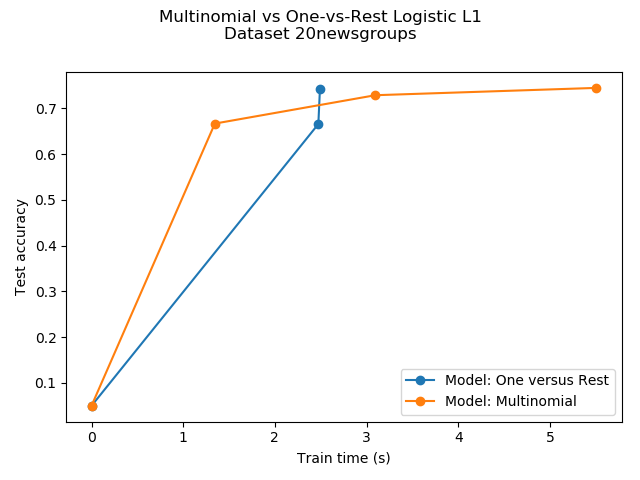 Multinomial vs One-vs-Rest Logistic L1
Dataset 20newsgroups
0.7
0.6
0.5
0.4
0.3
0.2
0.1
Test accuracy
0
1
2
3
4
5
Train time (s)
Model: One versus Rest
Model: Multinomial